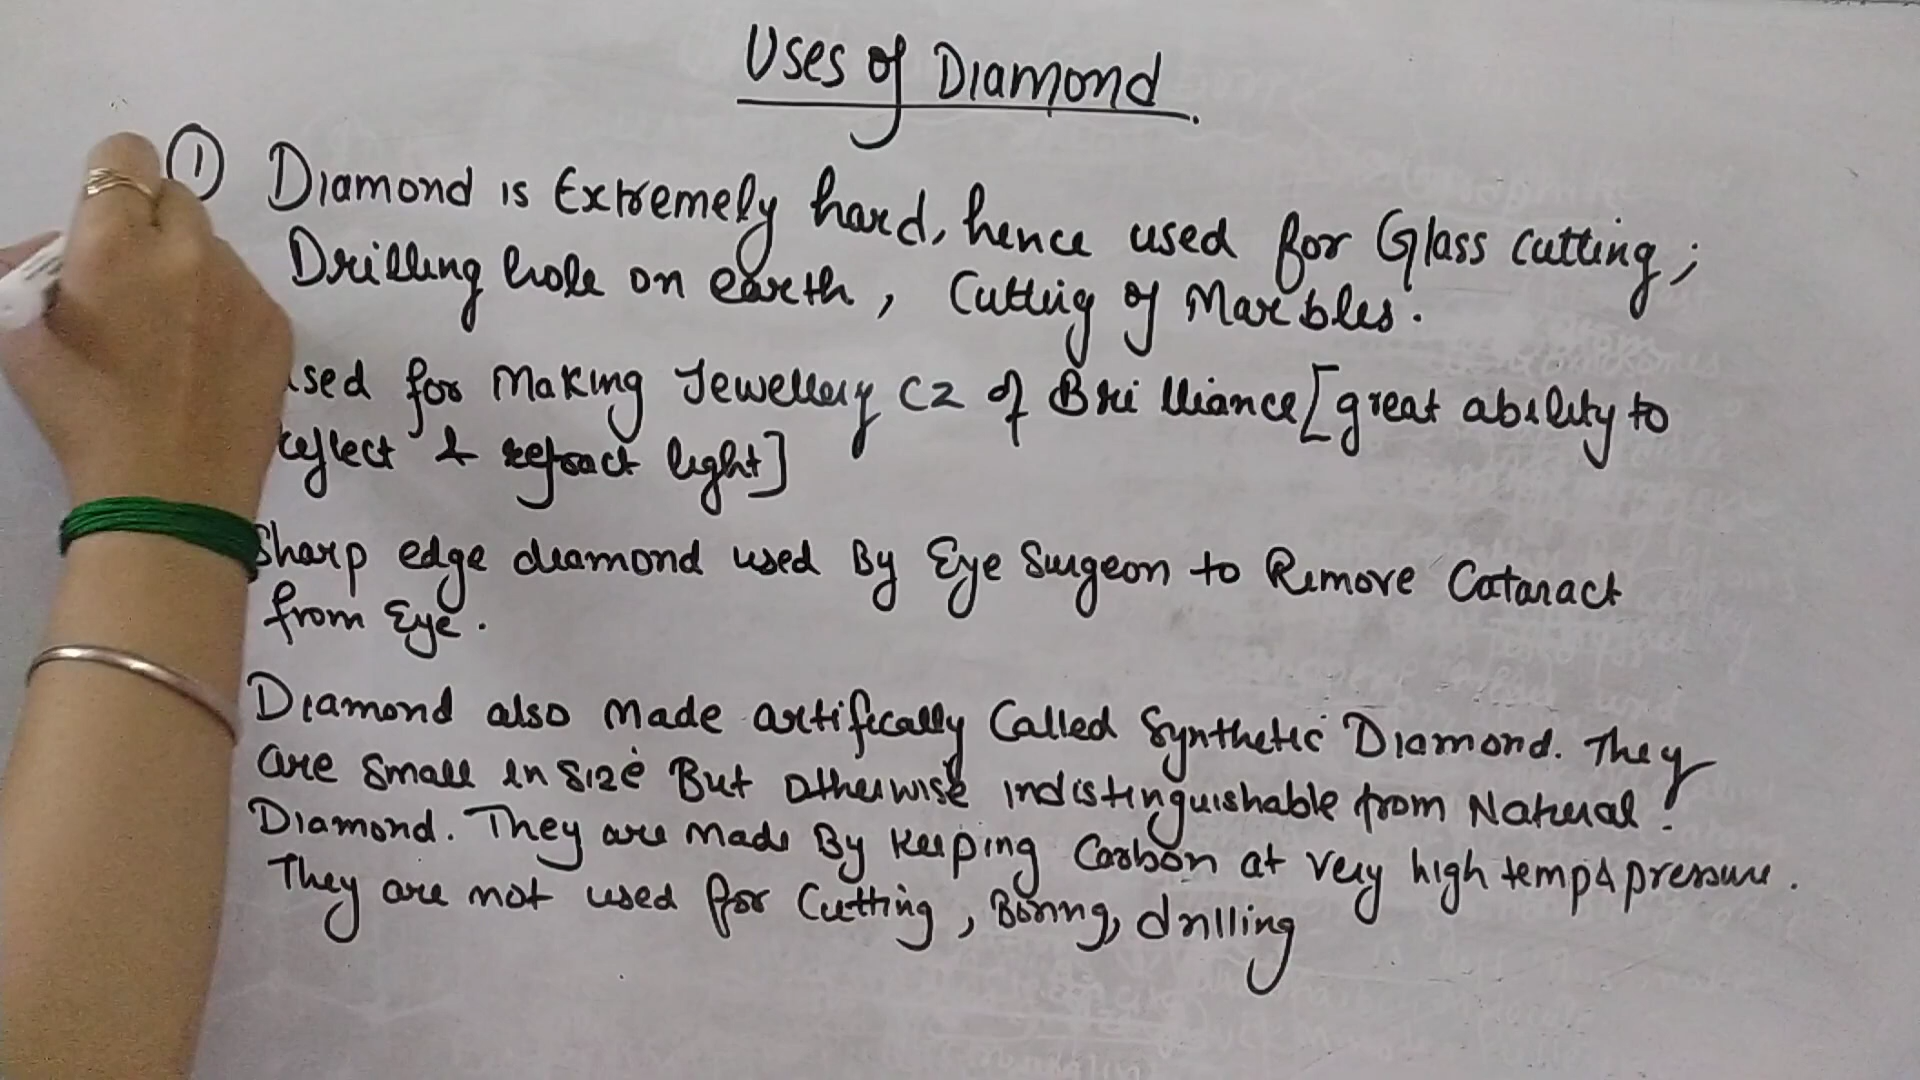 Uses of Diamond.
① Diamond is Extremely hard, hence used for Glass cutting;
Drilling hole on earth, Cutting of Marbles.
sed for Making Jewellery Cz of Brilliance [great ability to
reflect & refract light]
Sharp edge diamond used By Eye Surgeon to Remove Cataract
from Eye.
Diamond also Made artifically Called Synthetic Diamond. They
are Small in Size But Otherwise indistinguishable from Natural.
Diamond. They are Made By Keeping Carbon at very high temp & pressure.
They are not used for Cutting, Boring, drilling